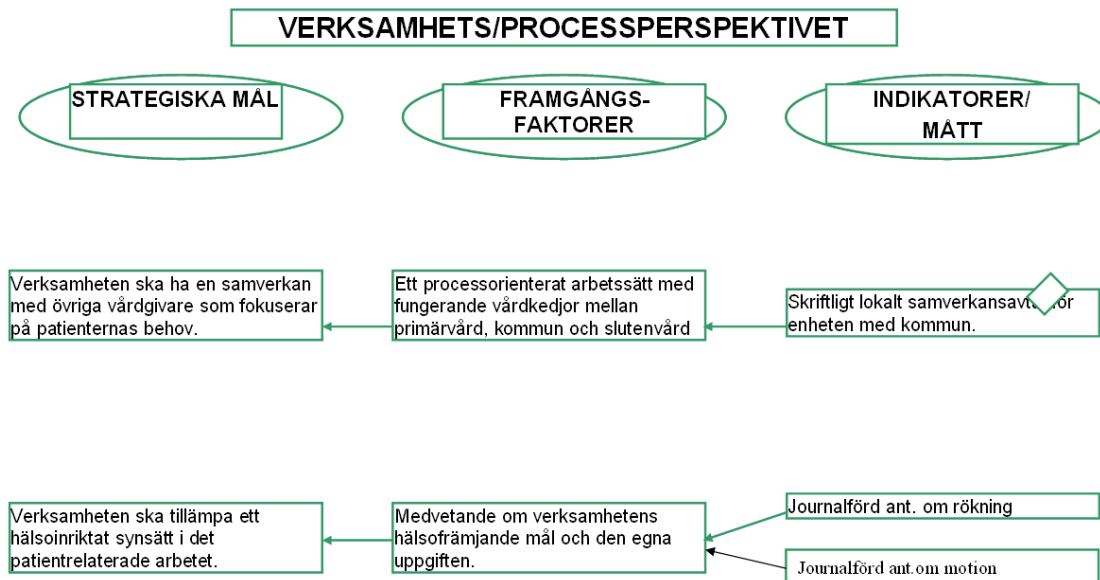 VERKSAMHETS/PROCESSPERSPEKTIVET
STRATEGISKA MÅL
FRAMGÅNGS-
FAKTORER
INDIKATORER/
MÅTT
Verksamheten ska ha en samverkan
med övriga vårdgivare som fokuserar
på patienternas behov.
Ett processorienterat arbetssätt med
fungerande vårdkedjor mellan
primärvård, kommun och slutenvård
Skriftligt lokalt
enheten med kommun.
Verksamheten ska tillämpa ett
hälsoinriktat synsätt i det
patientrelaterade arbetet.
Medvetande om verksamhetens
hälsofrämjande mål och den egna
uppgiften.
Journalförd ant. om rökning
Journalförd ant.om motion